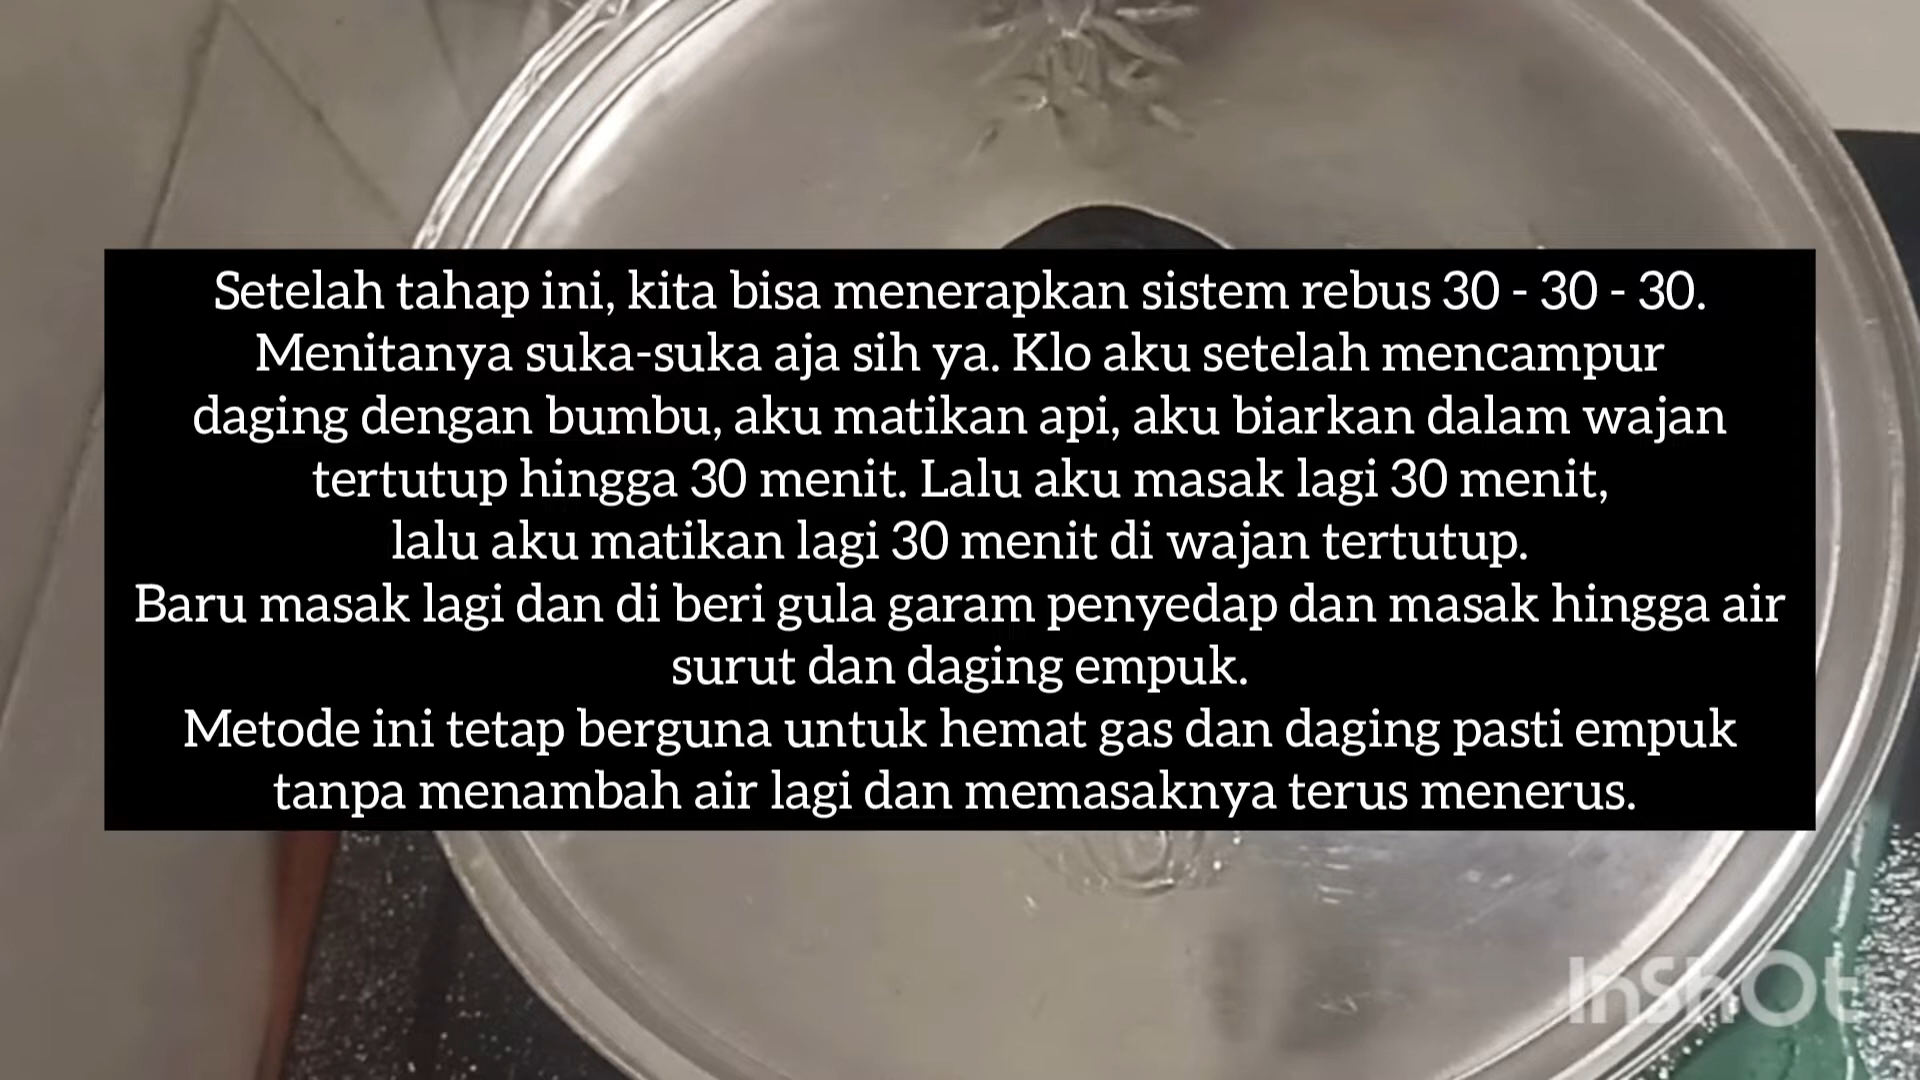 Setelah tahap ini, kita bisa menerapkan sistem rebus 30 - 30 - 30.
Menitanya suka-suka aja sih ya. Klo aku setelah mencampur
daging dengan bumbu, aku matikan api, aku biarkan dalam wajan
tertutup hingga 30 menit. Lalu aku masak lagi 30 menit,
lalu aku matikan lagi 30 menit di wajan tertutup.
Baru masak lagi dan di beri gula garam penyedap dan masak hingga air
surut dan daging empuk.
Metode ini tetap berguna untuk hemat gas dan daging pasti empuk
tanpa menambah air lagi dan memasaknya terus menerus.
InShOt